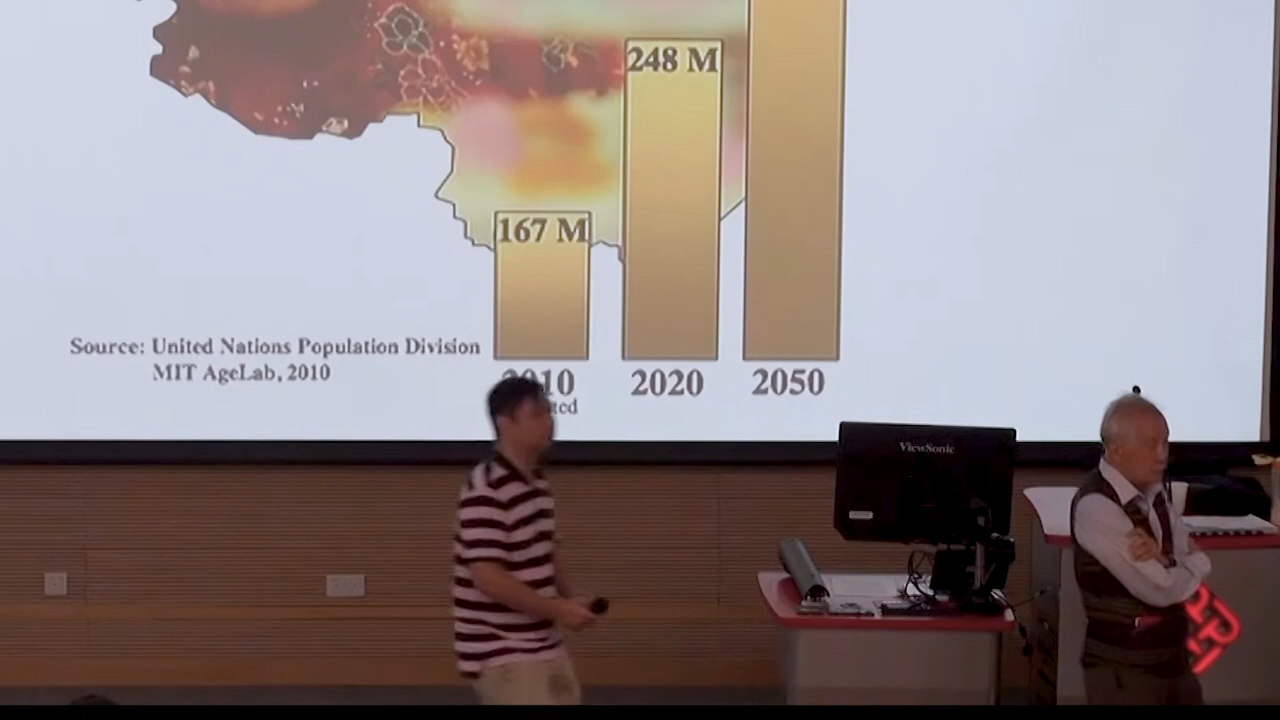 248 M
167 M
Source: United Nations Population Division
MIT AgeLab, 2010
2020
2050
ViewSonic